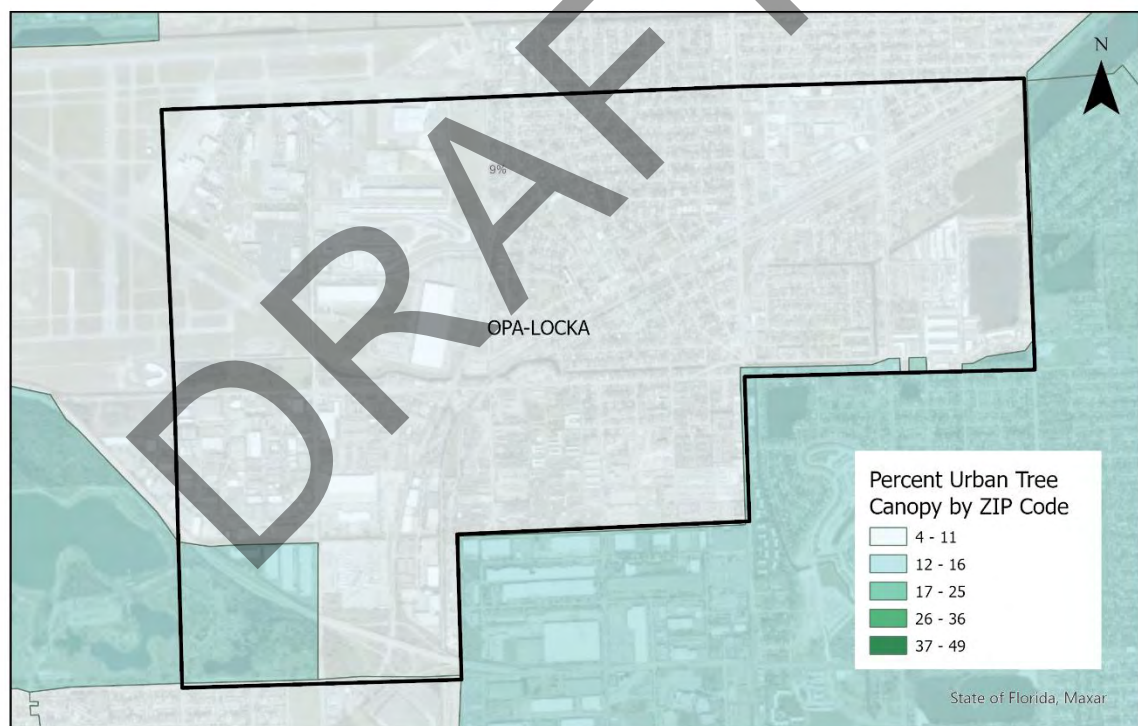 DRAFT
N
9%
OPA-LOCKA
Percent Urban Tree
Canopy by ZIP Code
4 - 11
12 - 16
17 - 25
26 - 36
37 - 49
State of Florida, Maxar